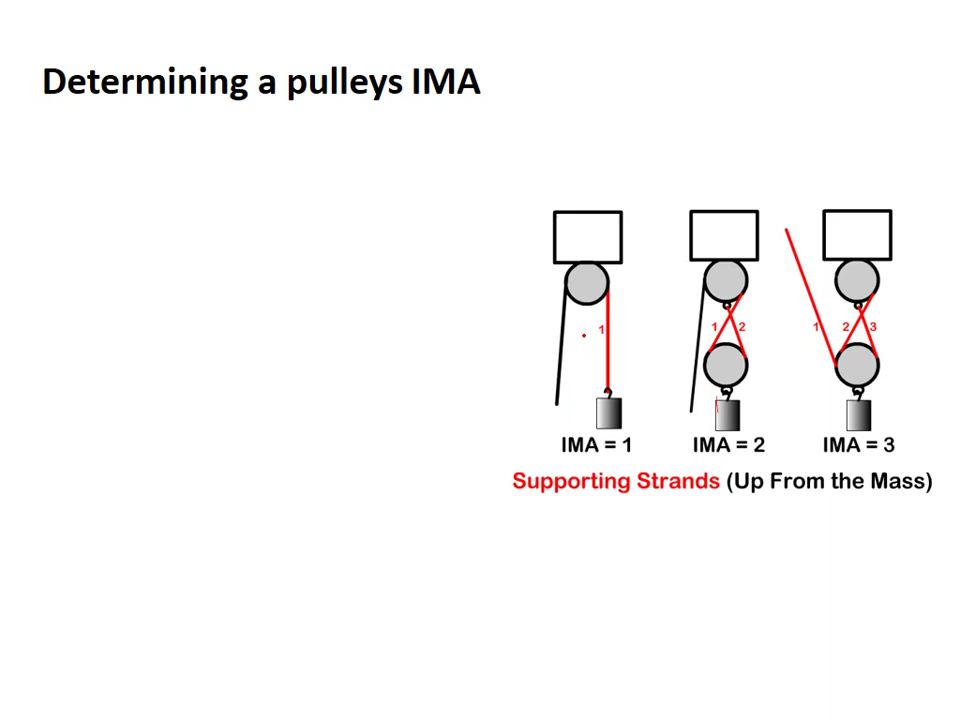 Determining a pulleys IMA
1
1 2
1 2 3
IMA = 1
IMA = 2
IMA = 3
Supporting Strands (Up From the Mass)